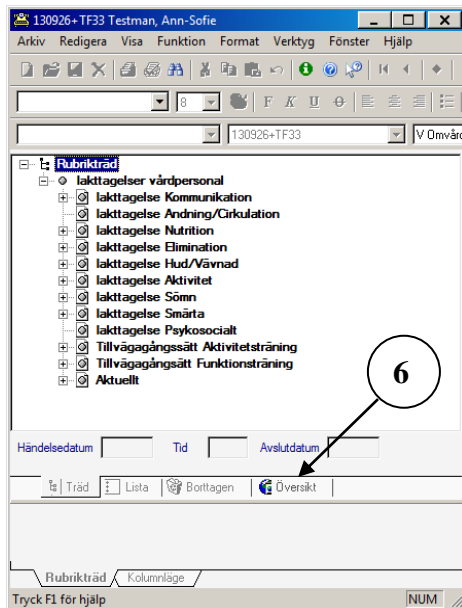 130926+TF33 Testman, Ann-Sofie
Arkiv Redigera Visa Funktion Format Verktyg Fönster Hjälp
8 F K U
130926+TF33 V Omvård
Rubrikträd
Iakttagelser vårdpersonal
Iakttagelse Kommunikation
Iakttagelse Andning/Cirkulation
Iakttagelse Nutrition
Iakttagelse Elimination
Iakttagelse Hud/Vävnad
Iakttagelse Aktivitet
Iakttagelse Sömn
Iakttagelse Smärta
Iakttagelse Psykosocialt
Tillvägagångssätt Aktivitetsträning
Tillvägagångsätt Funktionsträning
Aktuellt
6
Händelsedatum Tid Avslutdatum
Träd Lista Borttagen Översikt
Rubrikträd Kolumnläge
Tryck F1 för hjälp NUM